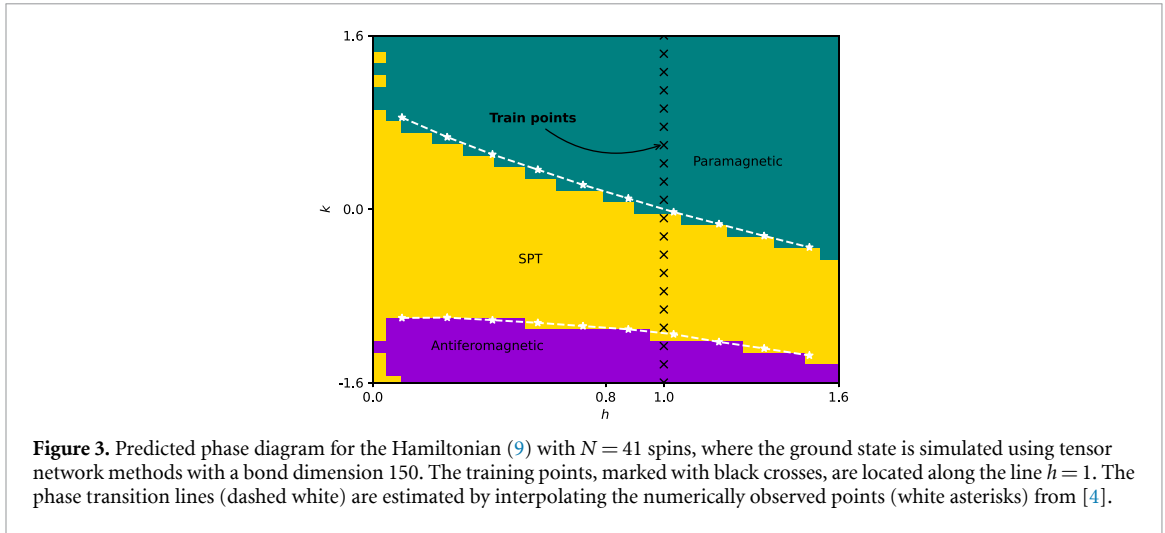 1.6
Train points
Paramagnetic
k
0.0
SPT
Antiferomagnetic
-1.6
0.0
0.8
1.0
1.6
h
Figure 3. Predicted phase diagram for the Hamiltonian (9) with N = 41 spins, where the ground state is simulated using tensor
network methods with a bond dimension 150. The training points, marked with black crosses, are located along the line h = 1. The
phase transition lines (dashed white) are estimated by interpolating the numerically observed points (white asterisks) from [4].